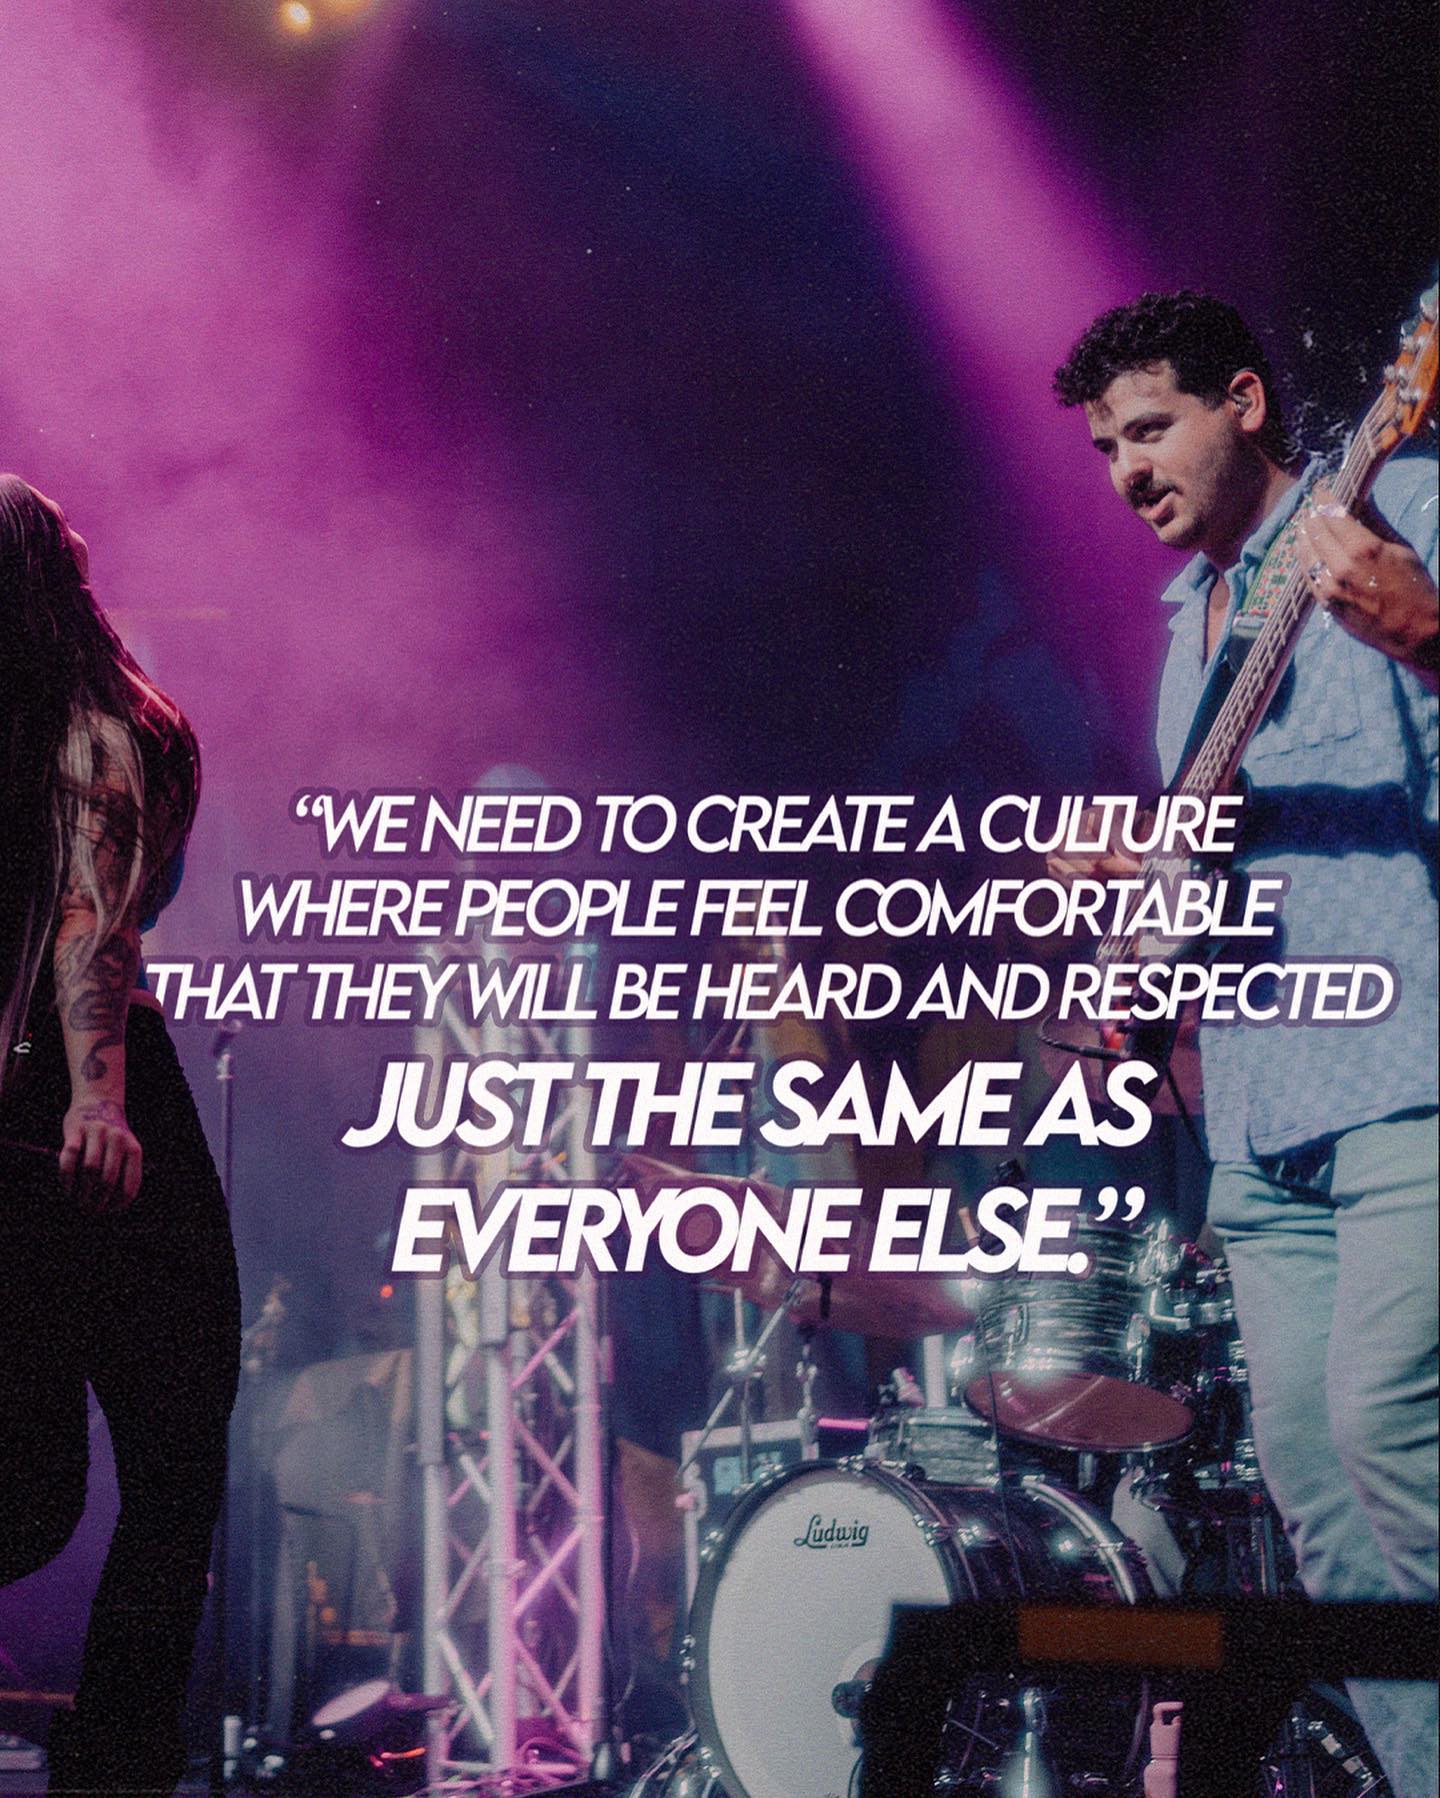 “WE NEED TO CREATE A CULTURE
WHERE PEOPLE FEEL COMFORTABLE
THAT THEY WILL BE HEARD AND RESPECTED
JUST THE SAME AS
EVERYONE ELSE.”
Ludwig